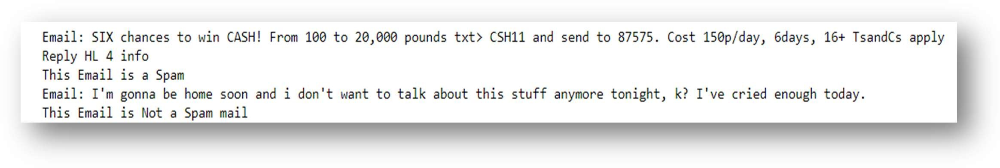 Email: SIX chances to win CASH! From 100 to 20,000 pounds txt> CSH11 and send to 87575. Cost 150p/day, 6days, 16+ TsandCs apply
Reply HL 4 info
This Email is a Spam
Email: I'm gonna be home soon and i don't want to talk about this stuff anymore tonight, k? I've cried enough today.
This Email is Not a Spam mail